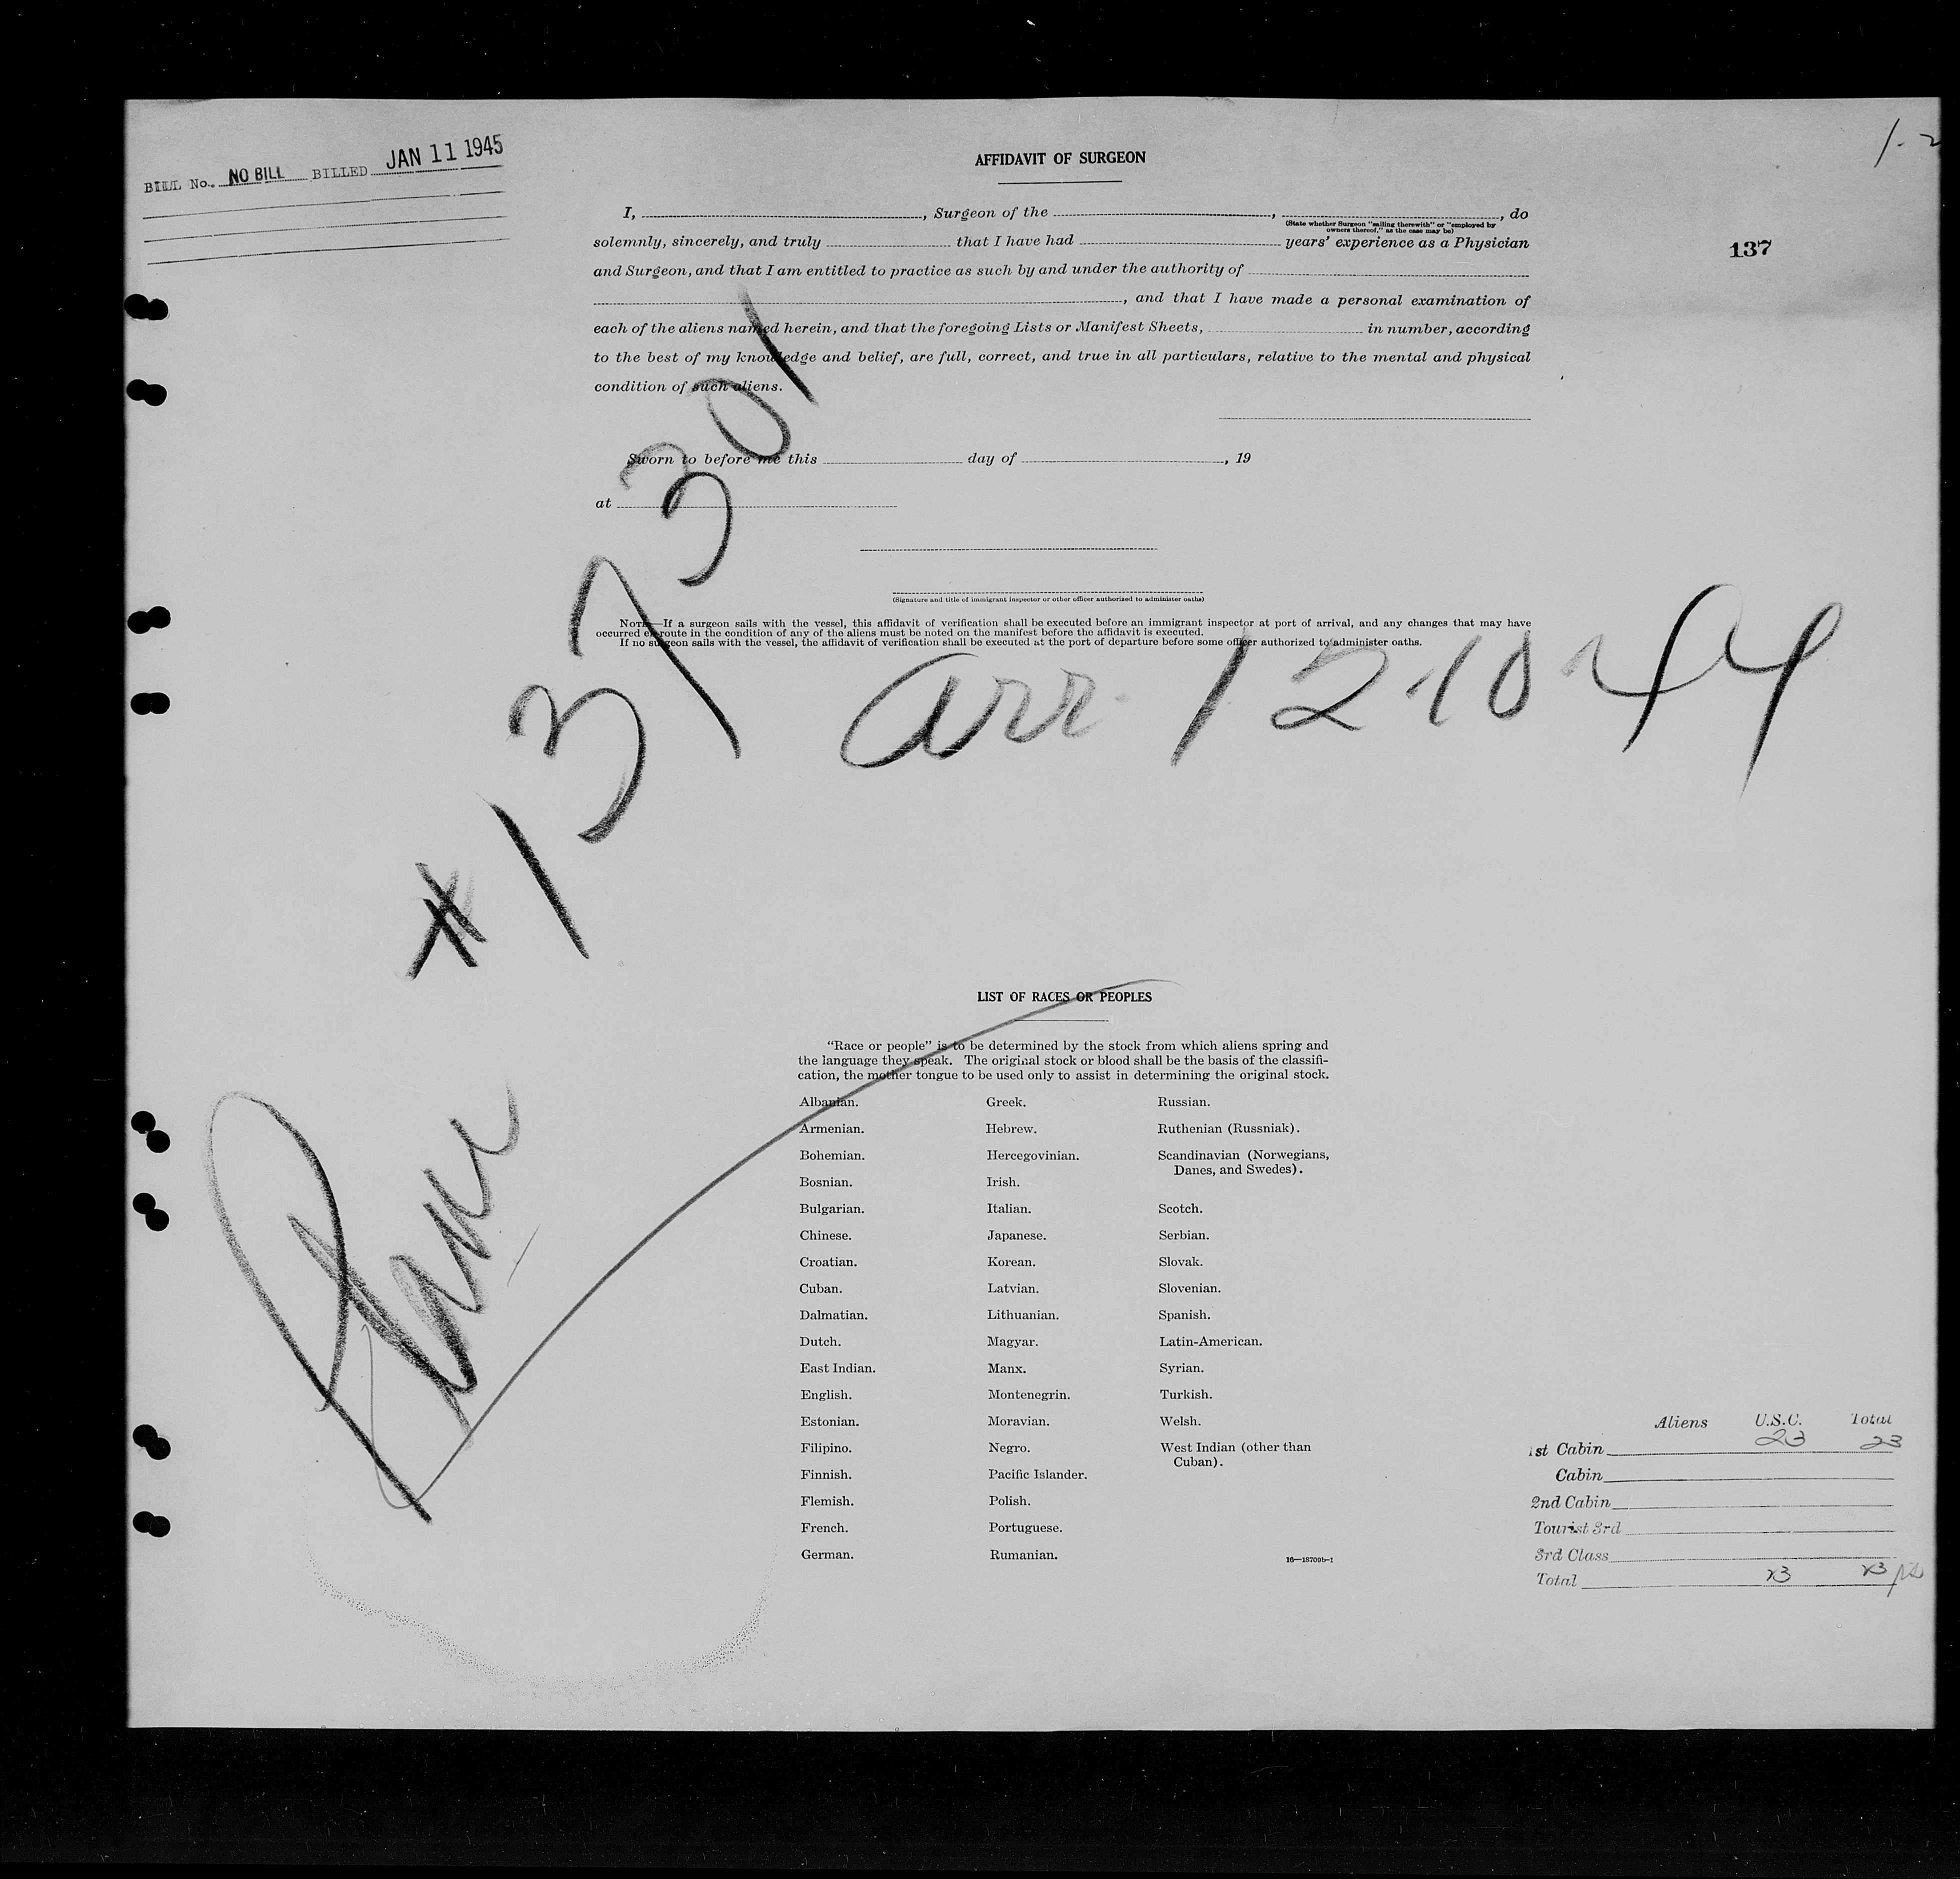 BILL No. NO BILL BILLED JAN 11 1945
AFFIDAVIT OF SURGEON
1-2
137
I, , Surgeon of the , , do
(State whether Surgeon "sailing therewith" or "employed by
owners thereof," as the case may be)
solemnly, sincerely, and truly that I have had years' experience as a Physician
and Surgeon, and that I am entitled to practice as such by and under the authority of
, and that I have made a personal examination of
each of the aliens named herein, and that the foregoing Lists or Manifest Sheets, in number, according
to the best of my knowledge and belief, are full, correct, and true in all particulars, relative to the mental and physical
condition of such aliens.
Sworn to before me this day of , 19
at
(Signature and title of immigrant inspector or other officer authorized to administer oaths)
NOTE.—If a surgeon sails with the vessel, this affidavit of verification shall be executed before an immigrant inspector at port of arrival, and any changes that may have
occurred en route in the condition of any of the aliens must be noted on the manifest before the affidavit is executed.
If no surgeon sails with the vessel, the affidavit of verification shall be executed at the port of departure before some officer authorized to administer oaths.
#137301
arr. 12-10-44
Plane
LIST OF RACES OR PEOPLES
"Race or people" is to be determined by the stock from which aliens spring and
the language they speak. The original stock or blood shall be the basis of the classifi-
cation, the mother tongue to be used only to assist in determining the original stock.
Albanian.
Armenian.
Bohemian.
Bosnian.
Bulgarian.
Chinese.
Croatian.
Cuban.
Dalmatian.
Dutch.
East Indian.
English.
Estonian.
Filipino.
Finnish.
Flemish.
French.
German.
Greek.
Hebrew.
Hercegovinian.
Irish.
Italian.
Japanese.
Korean.
Latvian.
Lithuanian.
Magyar.
Manx.
Montenegrin.
Moravian.
Negro.
Pacific Islander.
Polish.
Portuguese.
Rumanian.
Russian.
Ruthenian (Russniak).
Scandinavian (Norwegians,
Danes, and Swedes).
Scotch.
Serbian.
Slovak.
Slovenian.
Spanish.
Latin-American.
Syrian.
Turkish.
Welsh.
West Indian (other than
Cuban).
16—18709b-1
Aliens U.S.C. Total
1st Cabin 23 23
Cabin
2nd Cabin
Tourist 3rd
3rd Class
Total 23 23